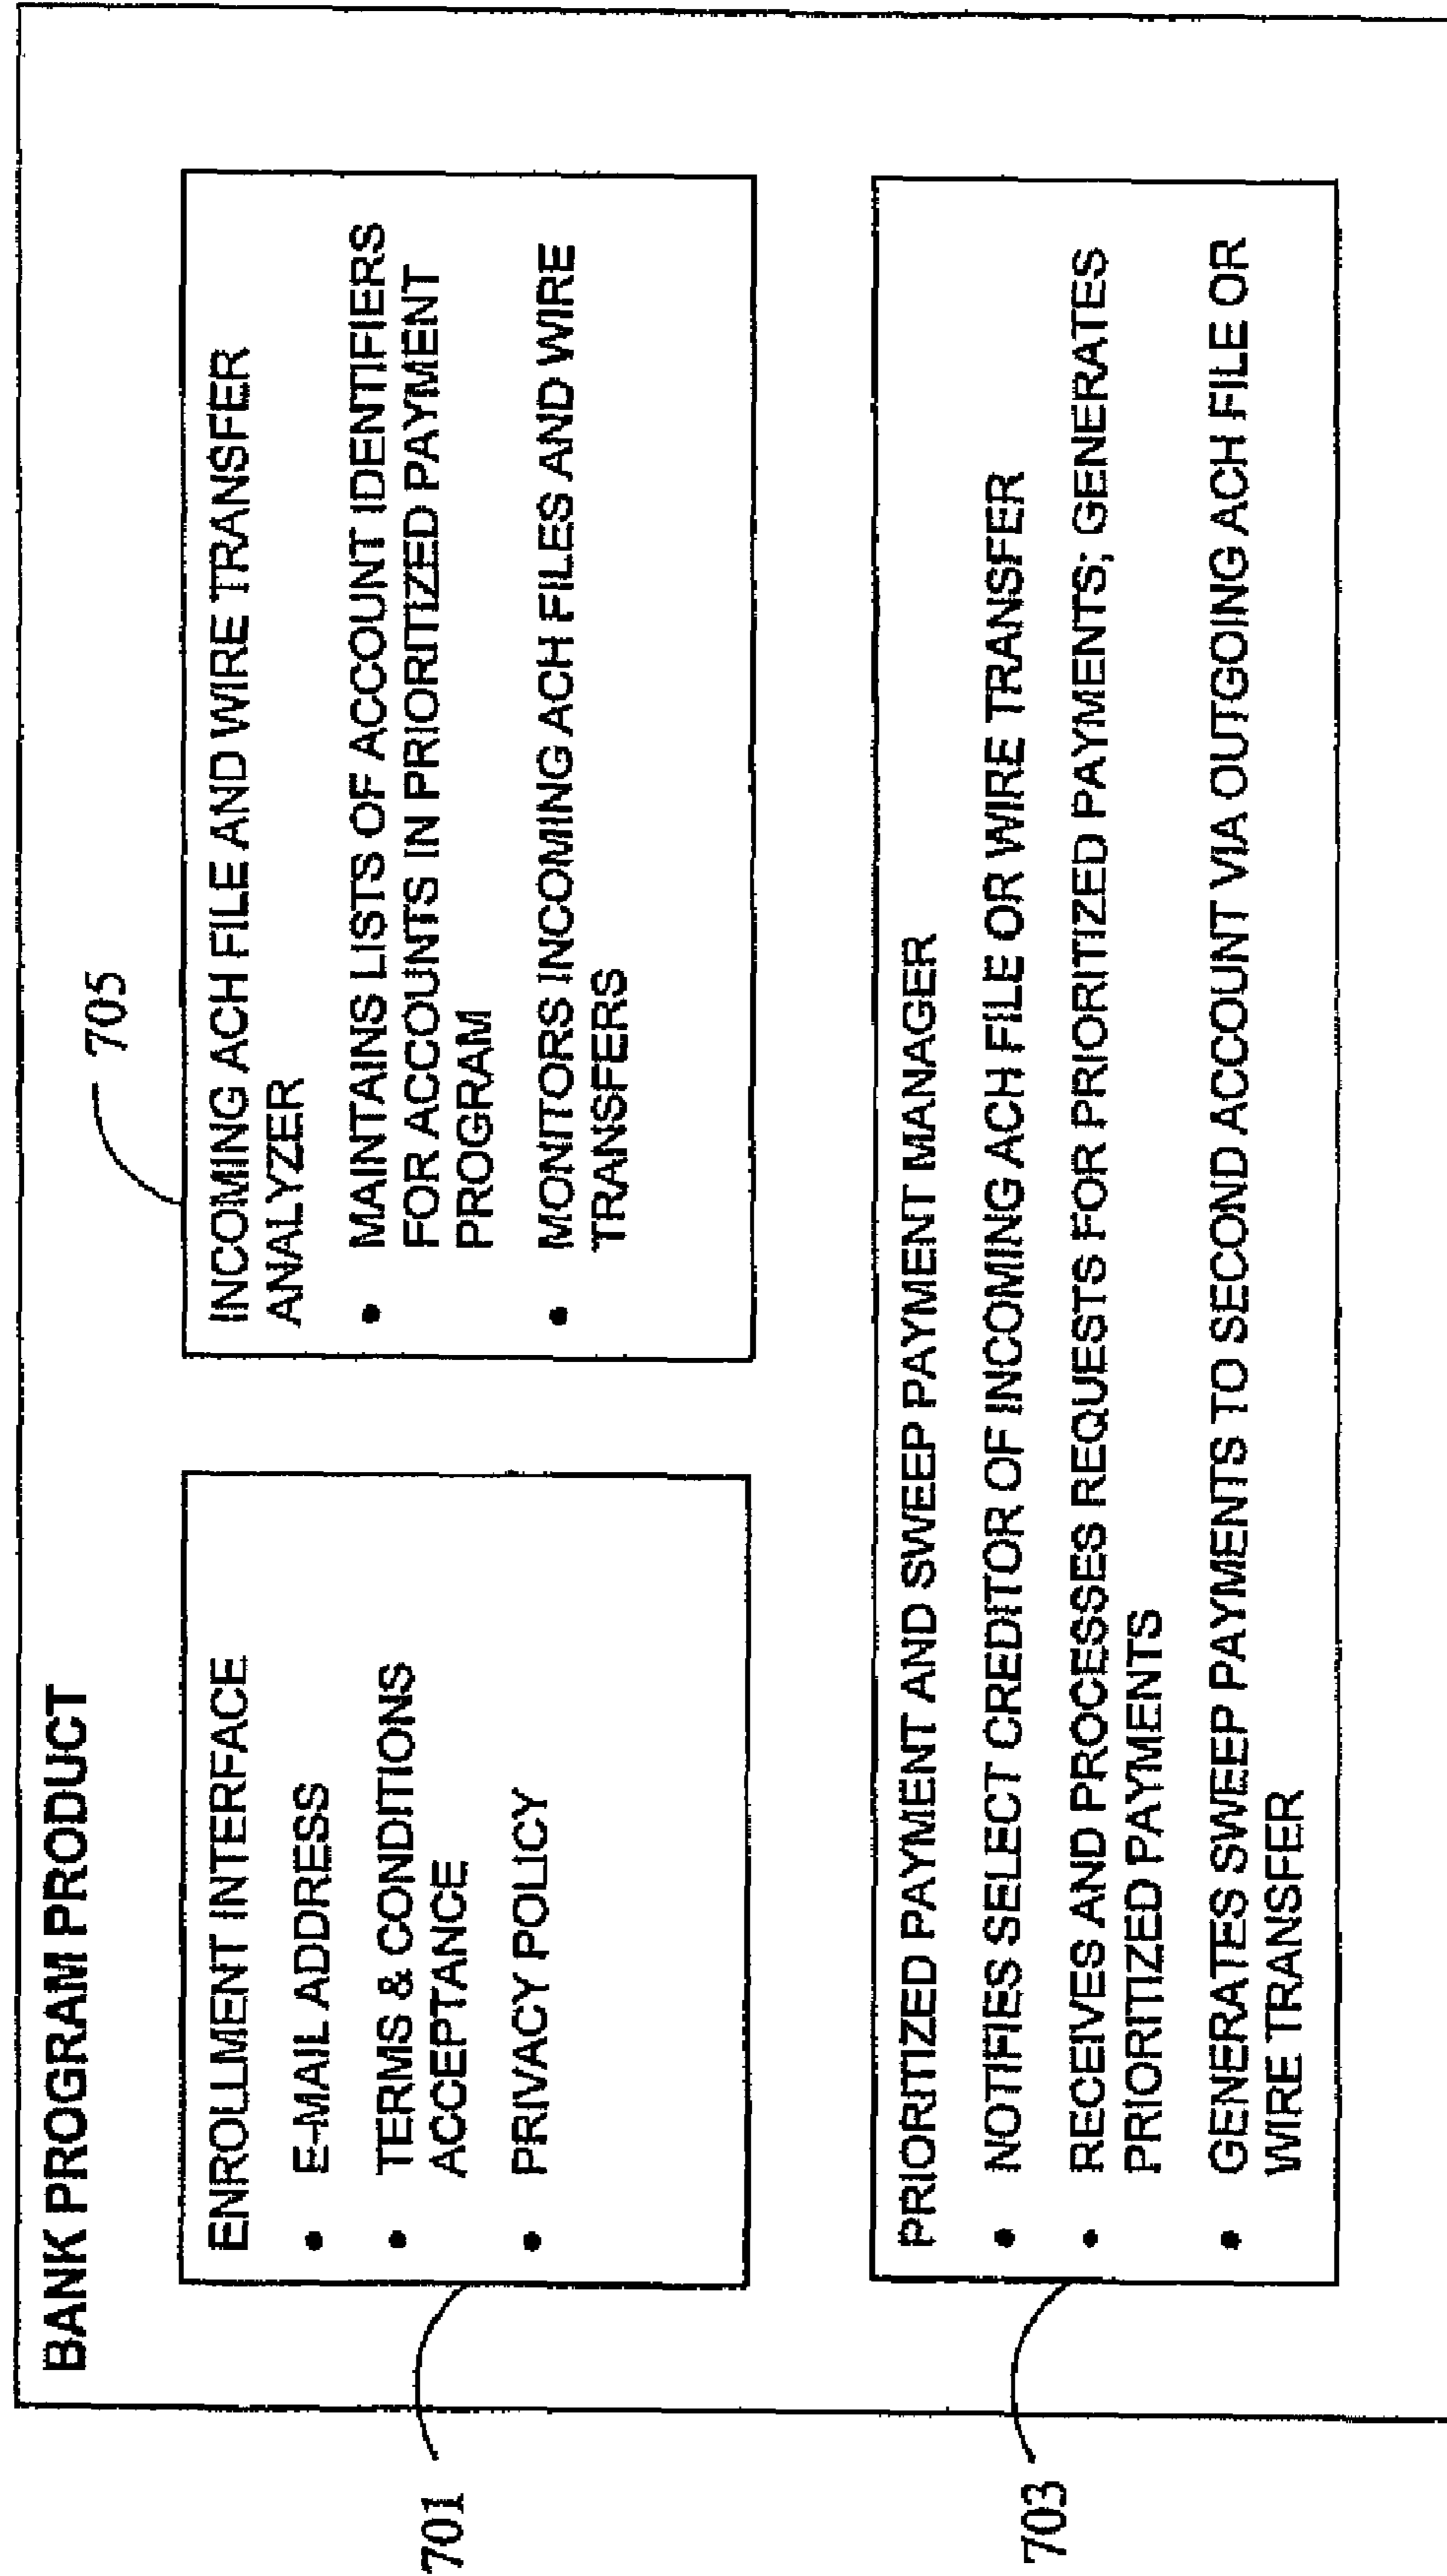 BANK PROGRAM PRODUCT
701
ENROLLMENT INTERFACE
• E-MAIL ADDRESS
• TERMS & CONDITIONS
ACCEPTANCE
• PRIVACY POLICY
705
INCOMING ACH FILE AND WIRE TRANSFER
ANALYZER
• MAINTAINS LISTS OF ACCOUNT IDENTIFIERS
FOR ACCOUNTS IN PRIORITIZED PAYMENT
PROGRAM
• MONITORS INCOMING ACH FILES AND WIRE
TRANSFERS
703
PRIORITIZED PAYMENT AND SWEEP PAYMENT MANAGER
• NOTIFIES SELECT CREDITOR OF INCOMING ACH FILE OR WIRE TRANSFER
• RECEIVES AND PROCESSES REQUESTS FOR PRIORITIZED PAYMENTS; GENERATES
PRIORITIZED PAYMENTS
• GENERATES SWEEP PAYMENTS TO SECOND ACCOUNT VIA OUTGOING ACH FILE OR
WIRE TRANSFER